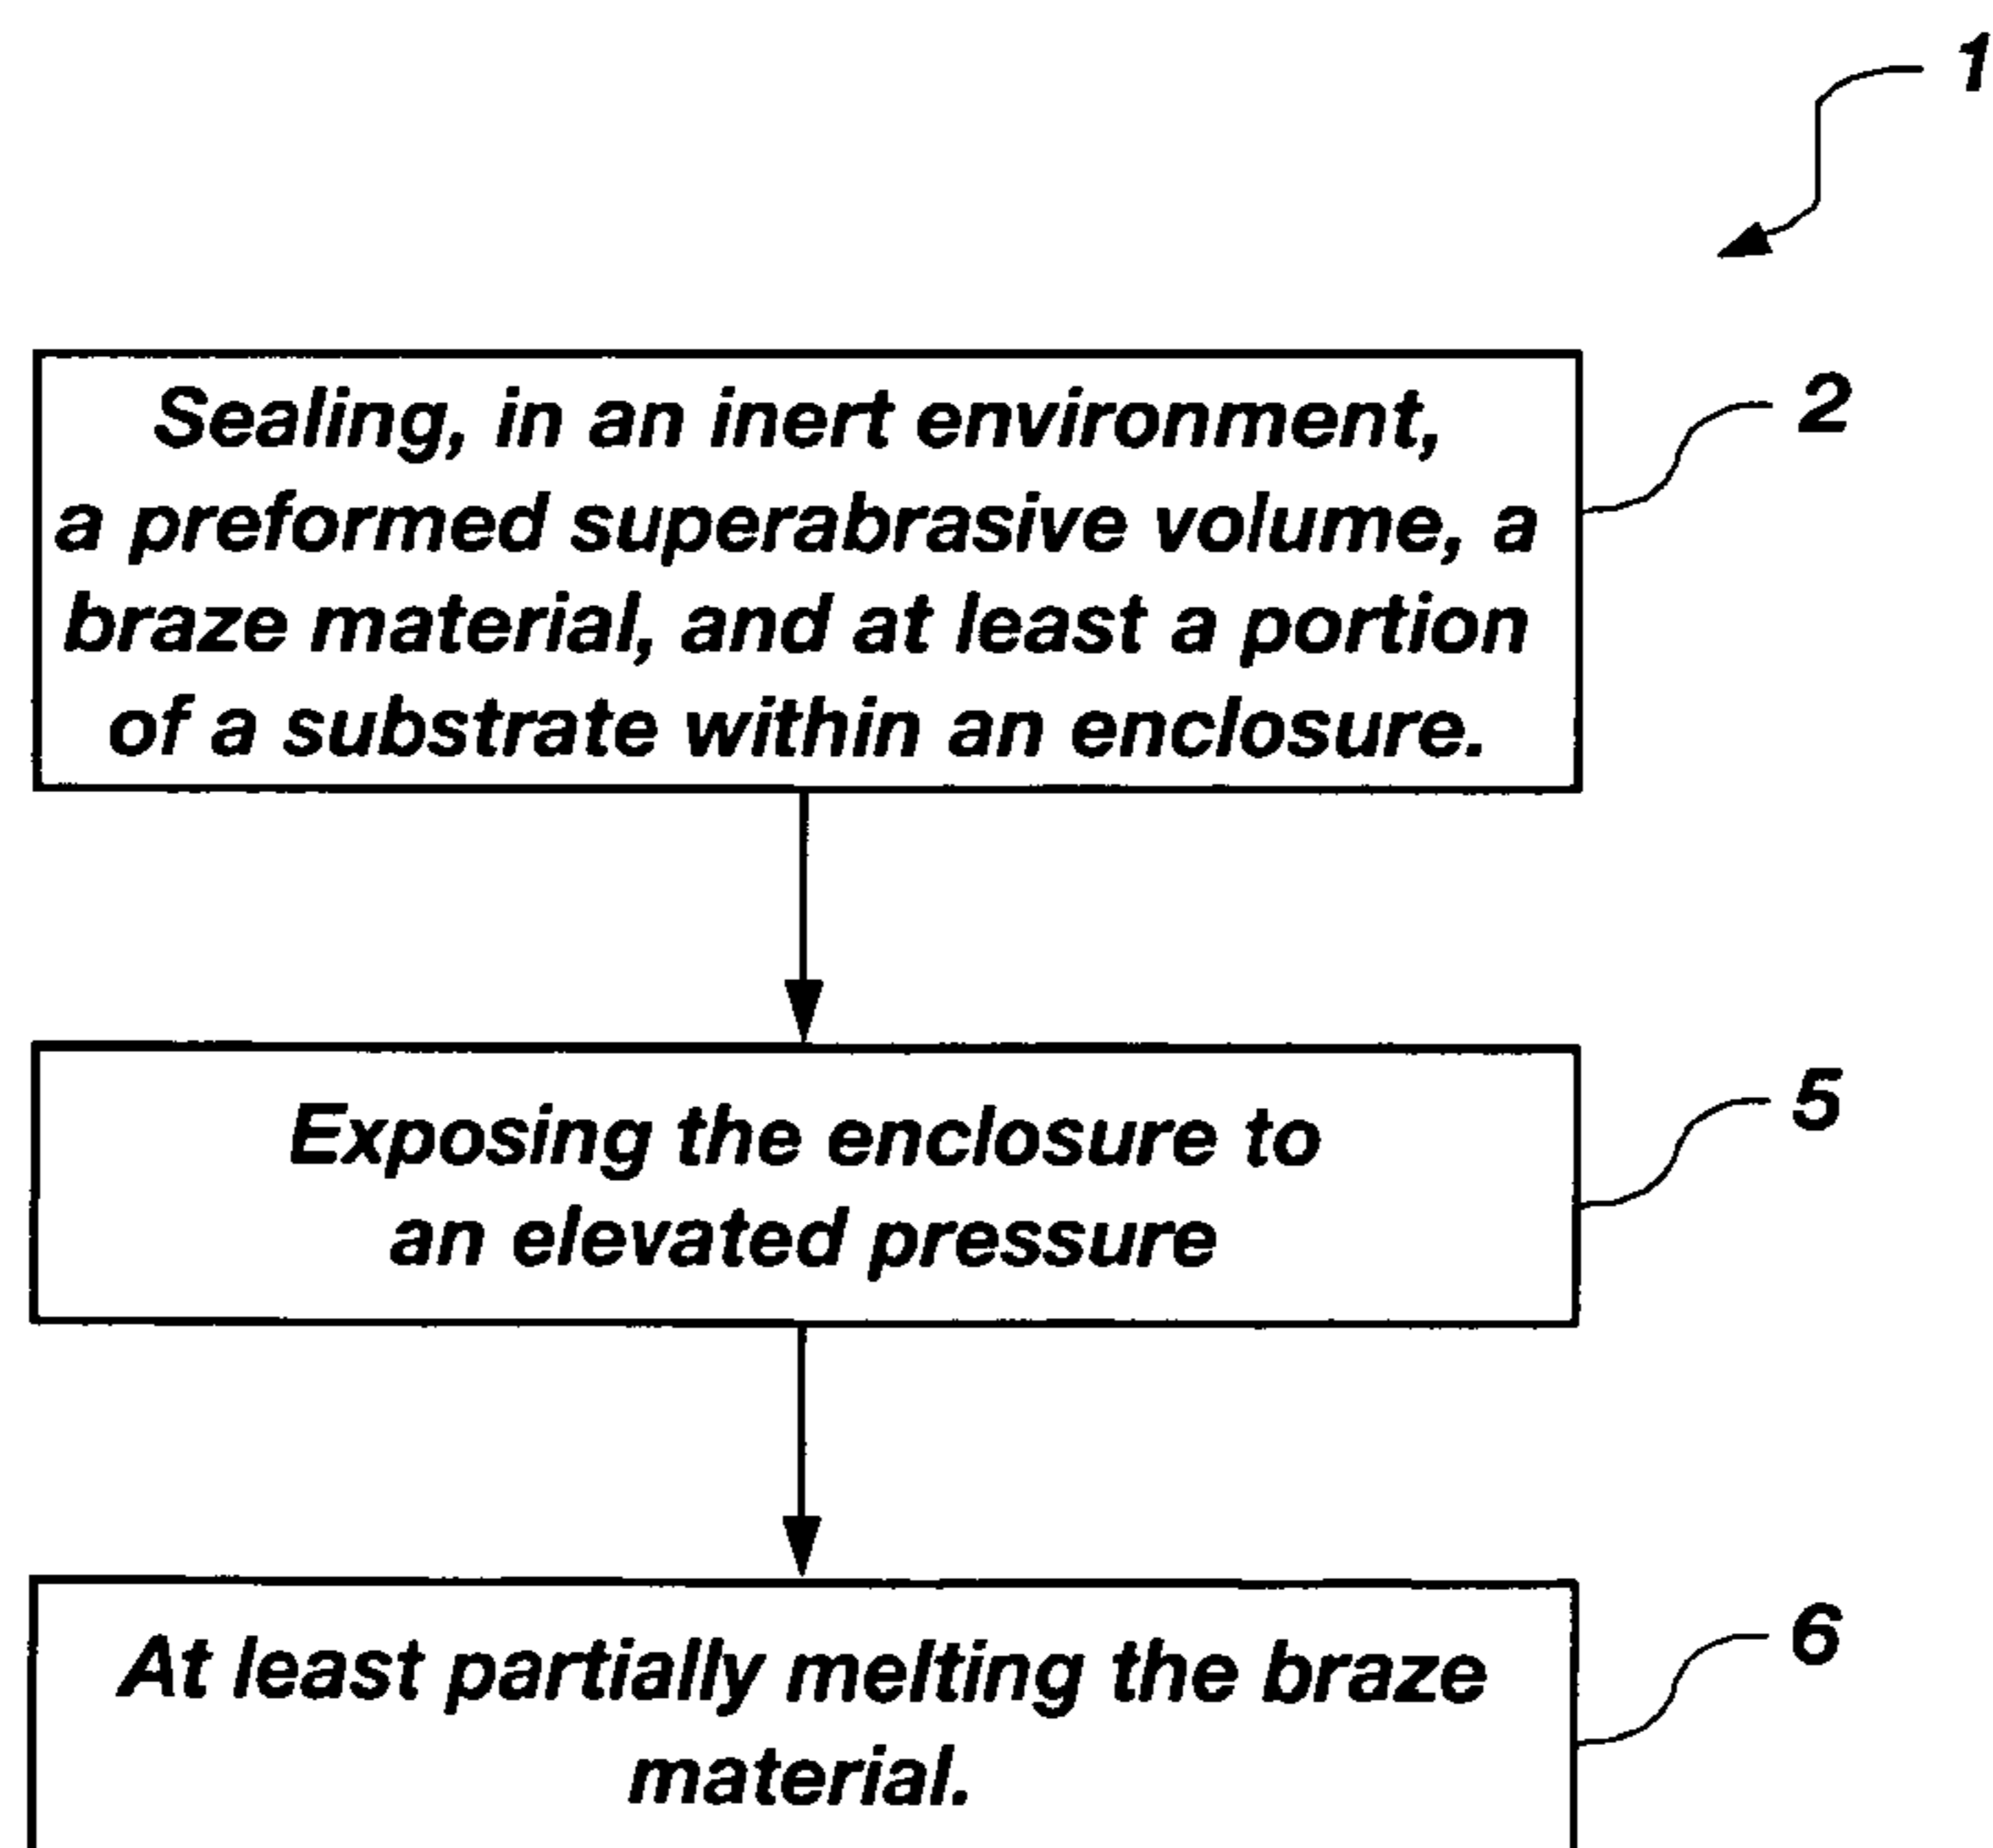 1
Sealing, in an inert environment,
a preformed superabrasive volume, a
braze material, and at least a portion
of a substrate within an enclosure.
2
Exposing the enclosure to
an elevated pressure
5
At least partially melting the braze
material.
6